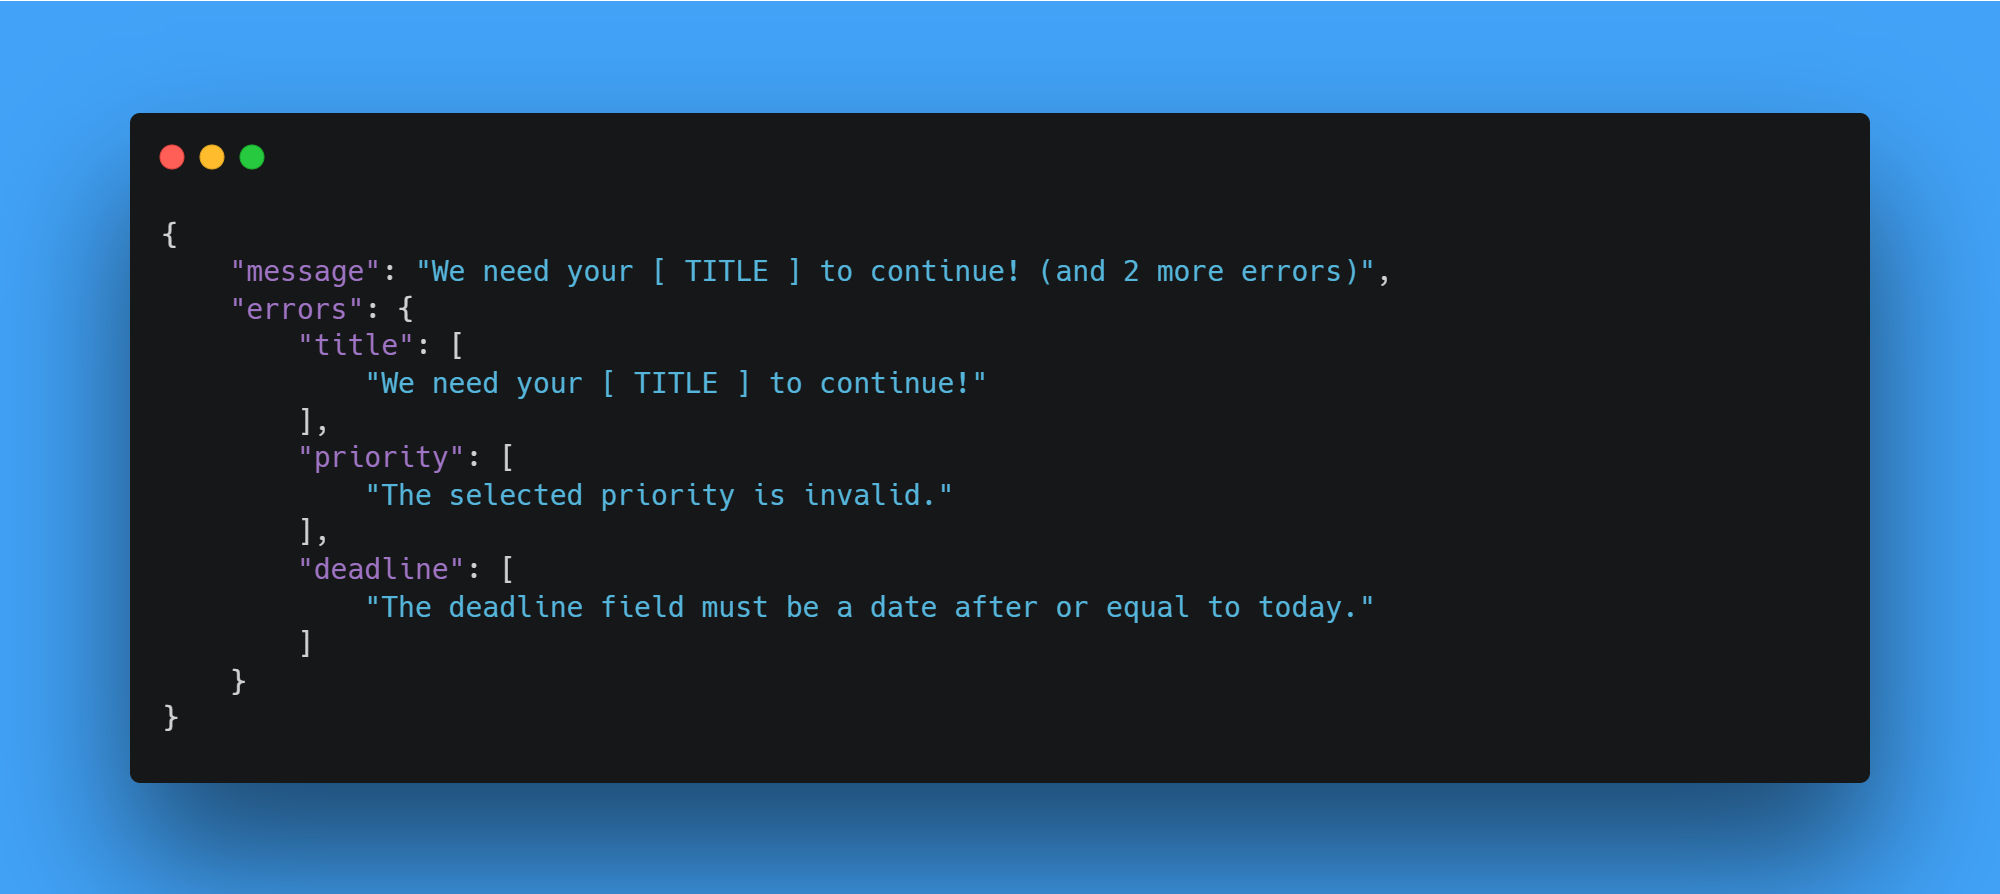 {
    "message": "We need your [ TITLE ] to continue! (and 2 more errors)",
    "errors": {
        "title": [
            "We need your [ TITLE ] to continue!"
        ],
        "priority": [
            "The selected priority is invalid."
        ],
        "deadline": [
            "The deadline field must be a date after or equal to today."
        ]
    }
}